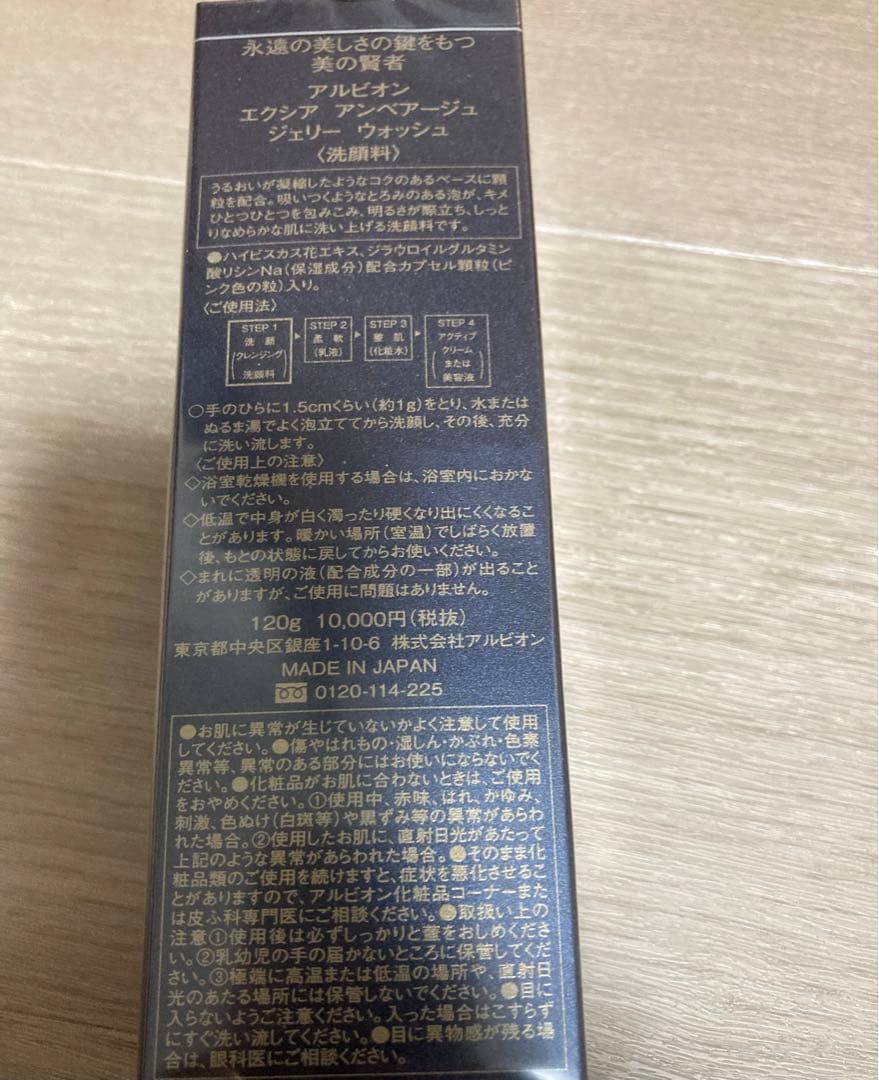 永遠の美しさの鍵をもつ
美の賢者
アルビオン
エクシア アンベアージュ
ジェリー ウォッシュ
〈洗顔料〉
うるおいが凝縮したようなコクのあるベースに顆
粒を配合。吸いつくようなとろみのある泡が、キメ
ひとつひとつを包みこみ、明るさが際立ち、しっと
りなめらかな肌に洗い上げる洗顔料です。
●ハイビスカス花エキス、ジラウロイルグルタミン
酸リシンNa（保湿成分）配合カプセル顆粒（ピ
ンク色の粒）入り。
〈ご使用法〉
STEP 1
洗顔
（クレンジング）
洗顔料
STEP 2
柔軟
（乳液）
STEP 3
整肌
（化粧水）
STEP 4
アクティブ
クリーム
または
美容液
○手のひらに1.5cmくらい（約1g）をとり、水または
ぬるま湯でよく泡立ててから洗顔し、その後、充分
に洗い流します。
〈ご使用上の注意〉
◇浴室乾燥機を使用する場合は、浴室内におかな
いでください。
◇低温で中身が白く濁ったり硬くなり出にくくなるこ
とがあります。暖かい場所（室温）でしばらく放置
後、もとの状態に戻してからお使いください。
◇まれに透明の液（配合成分の一部）が出ること
がありますが、ご使用に問題はありません。
120g 10,000円（税抜）
東京都中央区銀座1-10-6 株式会社アルビオン
MADE IN JAPAN
0120-114-225
●お肌に異常が生じていないかよく注意して使用
してください。●傷やはれもの・湿しん・かぶれ・色素
異常等、異常のある部分にはお使いにならないでく
ださい。●化粧品がお肌に合わないときは、ご使用
をおやめください。①使用中、赤味、はれ、かゆみ、
刺激、色ぬけ（白斑等）や黒ずみ等の異常があらわ
れた場合。②使用したお肌に、直射日光があたって
上記のような異常があらわれた場合。●そのまま化
粧品類のご使用を続けますと、症状を悪化させるこ
とがありますので、アルビオン化粧品コーナーまた
は皮ふ科専門医にご相談ください。●取扱い上の
注意①使用後は必ずしっかりと蓋をおしめくださ
い。②乳幼児の手の届かないところに保管してくだ
さい。③極端に高温または低温の場所や、直射日
光のあたる場所には保管しないでください。●目に
入らないようご注意ください。入った場合はこすらず
にすぐ洗い流してください。●目に異物感が残る場
合は、眼科医にご相談ください。